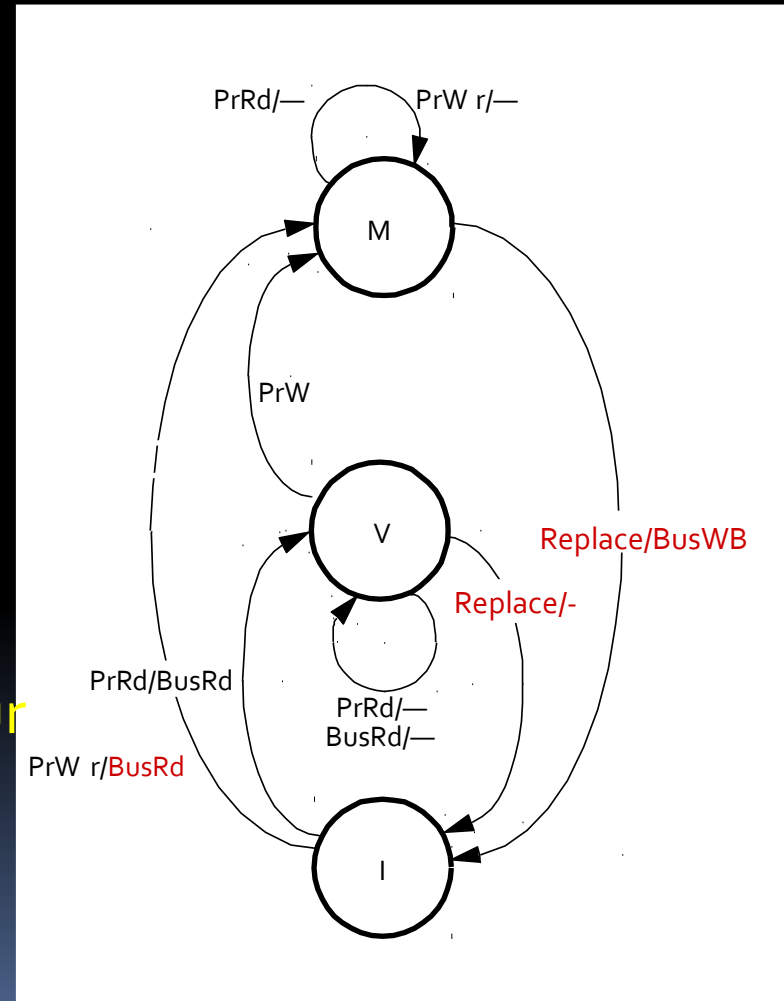 PrRd/—
PrW r/—
M
PrW
V
Replace/BusWB
Replace/-
PrRd/BusRd
PrRd/—
BusRd/—
r
PrW r/BusRd
I